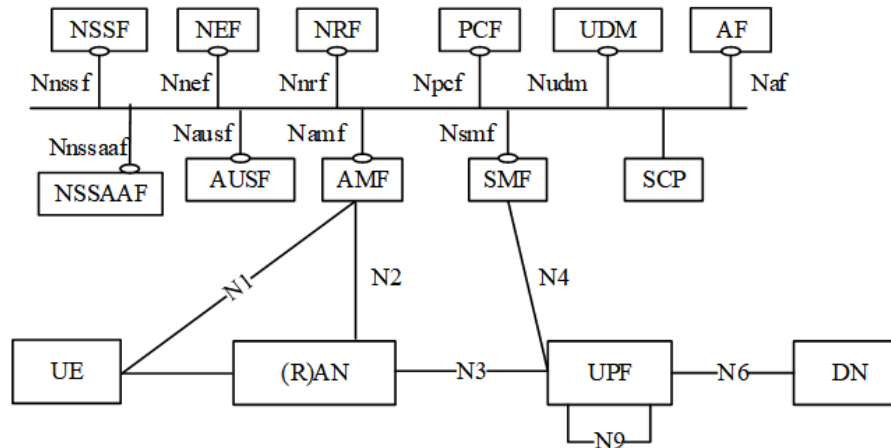 NSSF NEF NRF PCF UDM AF
Nnssf Nnef Nnrf Npcf Nudm Naf
Nnssaaf Nausf Namf Nsmf
NSSAAF AUSF AMF SMF SCP
N1 N2 N4
UE (R)AN N3 UPF N6 DN
N9